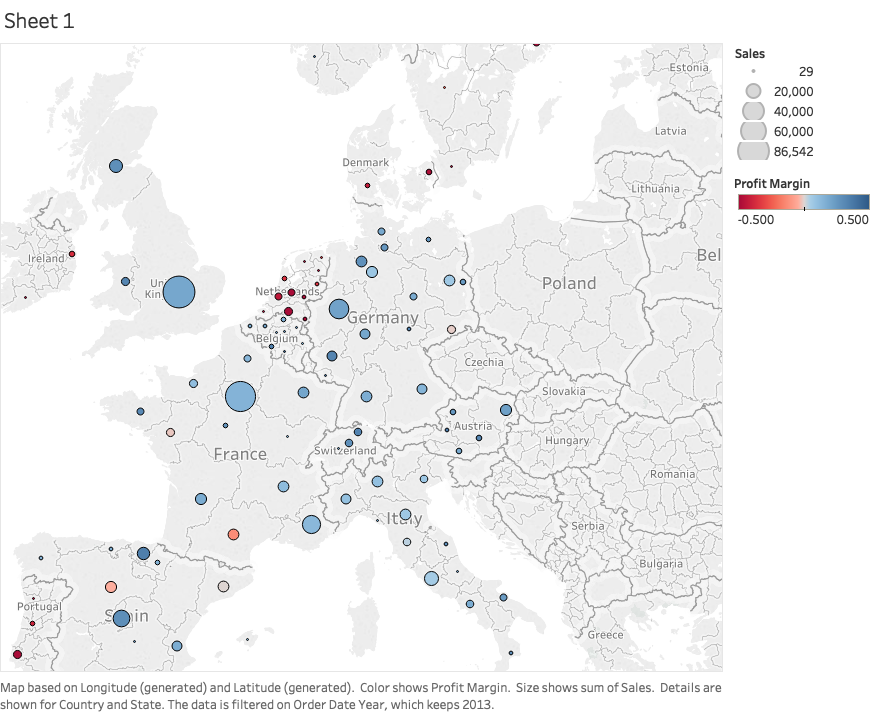 Sheet 1
Sales
29
20,000
40,000
60,000
86,542
Profit Margin
-0.500
0.500
Estonia
Latvia
Denmark
Lithuania
Ireland
United Kingdom
Netherlands
Bel
Poland
Germany
Belgium
Czechia
Slovakia
Austria
France
Switzerland
Hungary
Romania
Italy
Serbia
Bulgaria
Portugal
Spain
Greece
Map based on Longitude (generated) and Latitude (generated).  Color shows Profit Margin.  Size shows sum of Sales.  Details are
shown for Country and State. The data is filtered on Order Date Year, which keeps 2013.